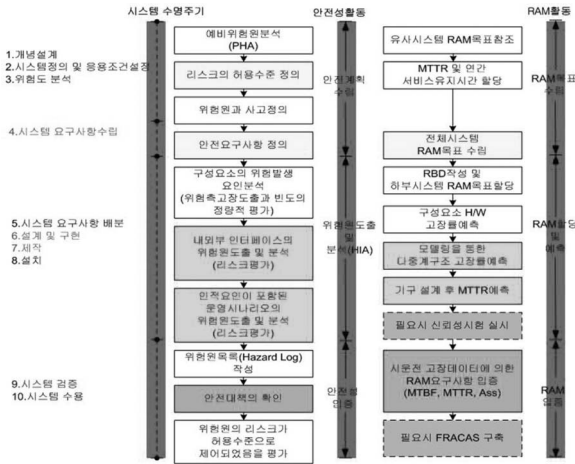 시스템 수명주기
안전성활동
RAM활동
1.개념설계
2.시스템정의 및 응용조건설정
3.위험도 분석
4.시스템 요구사항수립
5.시스템 요구사항 배분
6.설계 및 구현
7.제작
8.설치
9.시스템 검증
10.시스템 수용
예비위험원분석
(PHA)
리스크의 허용수준 정의
위험원과 사고정의
안전요구사항 정의
구성요소의 위험발생
요인분석
(위험측고장도출과 빈도의
정량적 평가)
내외부 인터페이스의
위험원도출 및 분석
(리스크평가)
인적요인이 포함된
운영시나리오의
위험원도출 및 분석
(리스크평가)
위험원목록(Hazard Log)
작성
안전대책의 확인
위험원의 리스크가
허용수준으로
제어되었음을 평가
안전계획
수립
위험원도출
및
분석(HIA)
안전성
입증
유사시스템 RAM목표참조
MTTR 및 연간
서비스유지시간 할당
전체시스템
RAM목표 수립
RBD작성 및
하부시스템 RAM목표할당
구성요소 H/W
고장률예측
모델링을 통한
다중계구조 고장률예측
기구 설계 후 MTTR예측
필요시 신뢰성시험 실시
시운전 고장데이터에 의한
RAM요구사항 입증
(MTBF, MTTR, Ass)
필요시 FRACAS 구축
RAM목표
수립
RAM할당
및
예측
RAM
입증